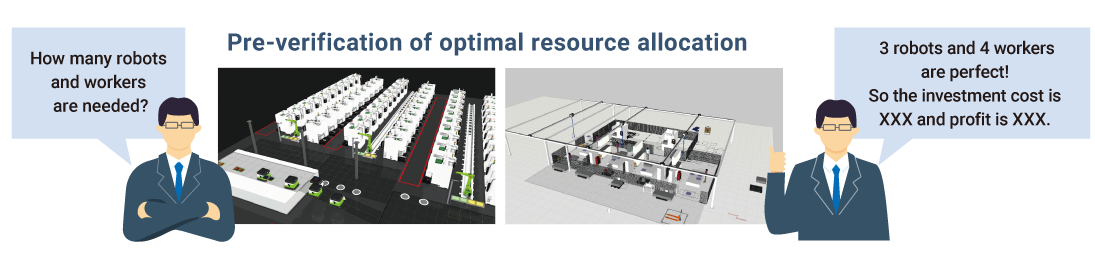 Pre-verification of optimal resource allocation
How many robots
and workers
are needed?
3 robots and 4 workers
are perfect!
So the investment cost is
XXX and profit is XXX.